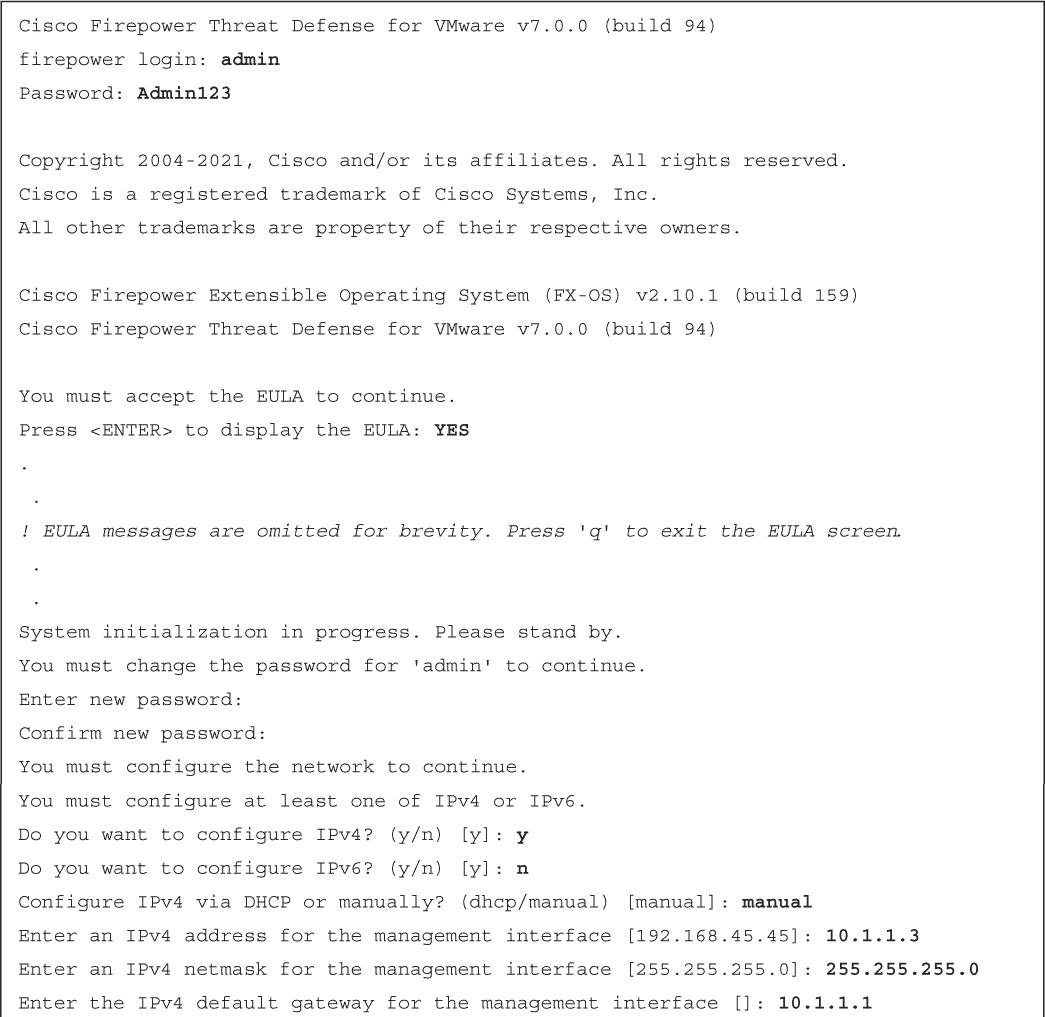 Cisco Firepower Threat Defense for VMware v7.0.0 (build 94)
firepower login: admin
Password: Admin123
Copyright 2004-2021, Cisco and/or its affiliates. All rights reserved.
Cisco is a registered trademark of Cisco Systems, Inc.
All other trademarks are property of their respective owners.
Cisco Firepower Extensible Operating System (FX-OS) v2.10.1 (build 159)
Cisco Firepower Threat Defense for VMware v7.0.0 (build 94)
You must accept the EULA to continue.
Press <ENTER> to display the EULA: YES
.
.
! EULA messages are omitted for brevity. Press 'q' to exit the EULA screen.
.
.
System initialization in progress. Please stand by.
You must change the password for 'admin' to continue.
Enter new password:
Confirm new password:
You must configure the network to continue.
You must configure at least one of IPv4 or IPv6.
Do you want to configure IPv4? (y/n) [y]: y
Do you want to configure IPv6? (y/n) [y]: n
Configure IPv4 via DHCP or manually? (dhcp/manual) [manual]: manual
Enter an IPv4 address for the management interface [192.168.45.45]: 10.1.1.3
Enter an IPv4 netmask for the management interface [255.255.255.0]: 255.255.255.0
Enter the IPv4 default gateway for the management interface []: 10.1.1.1